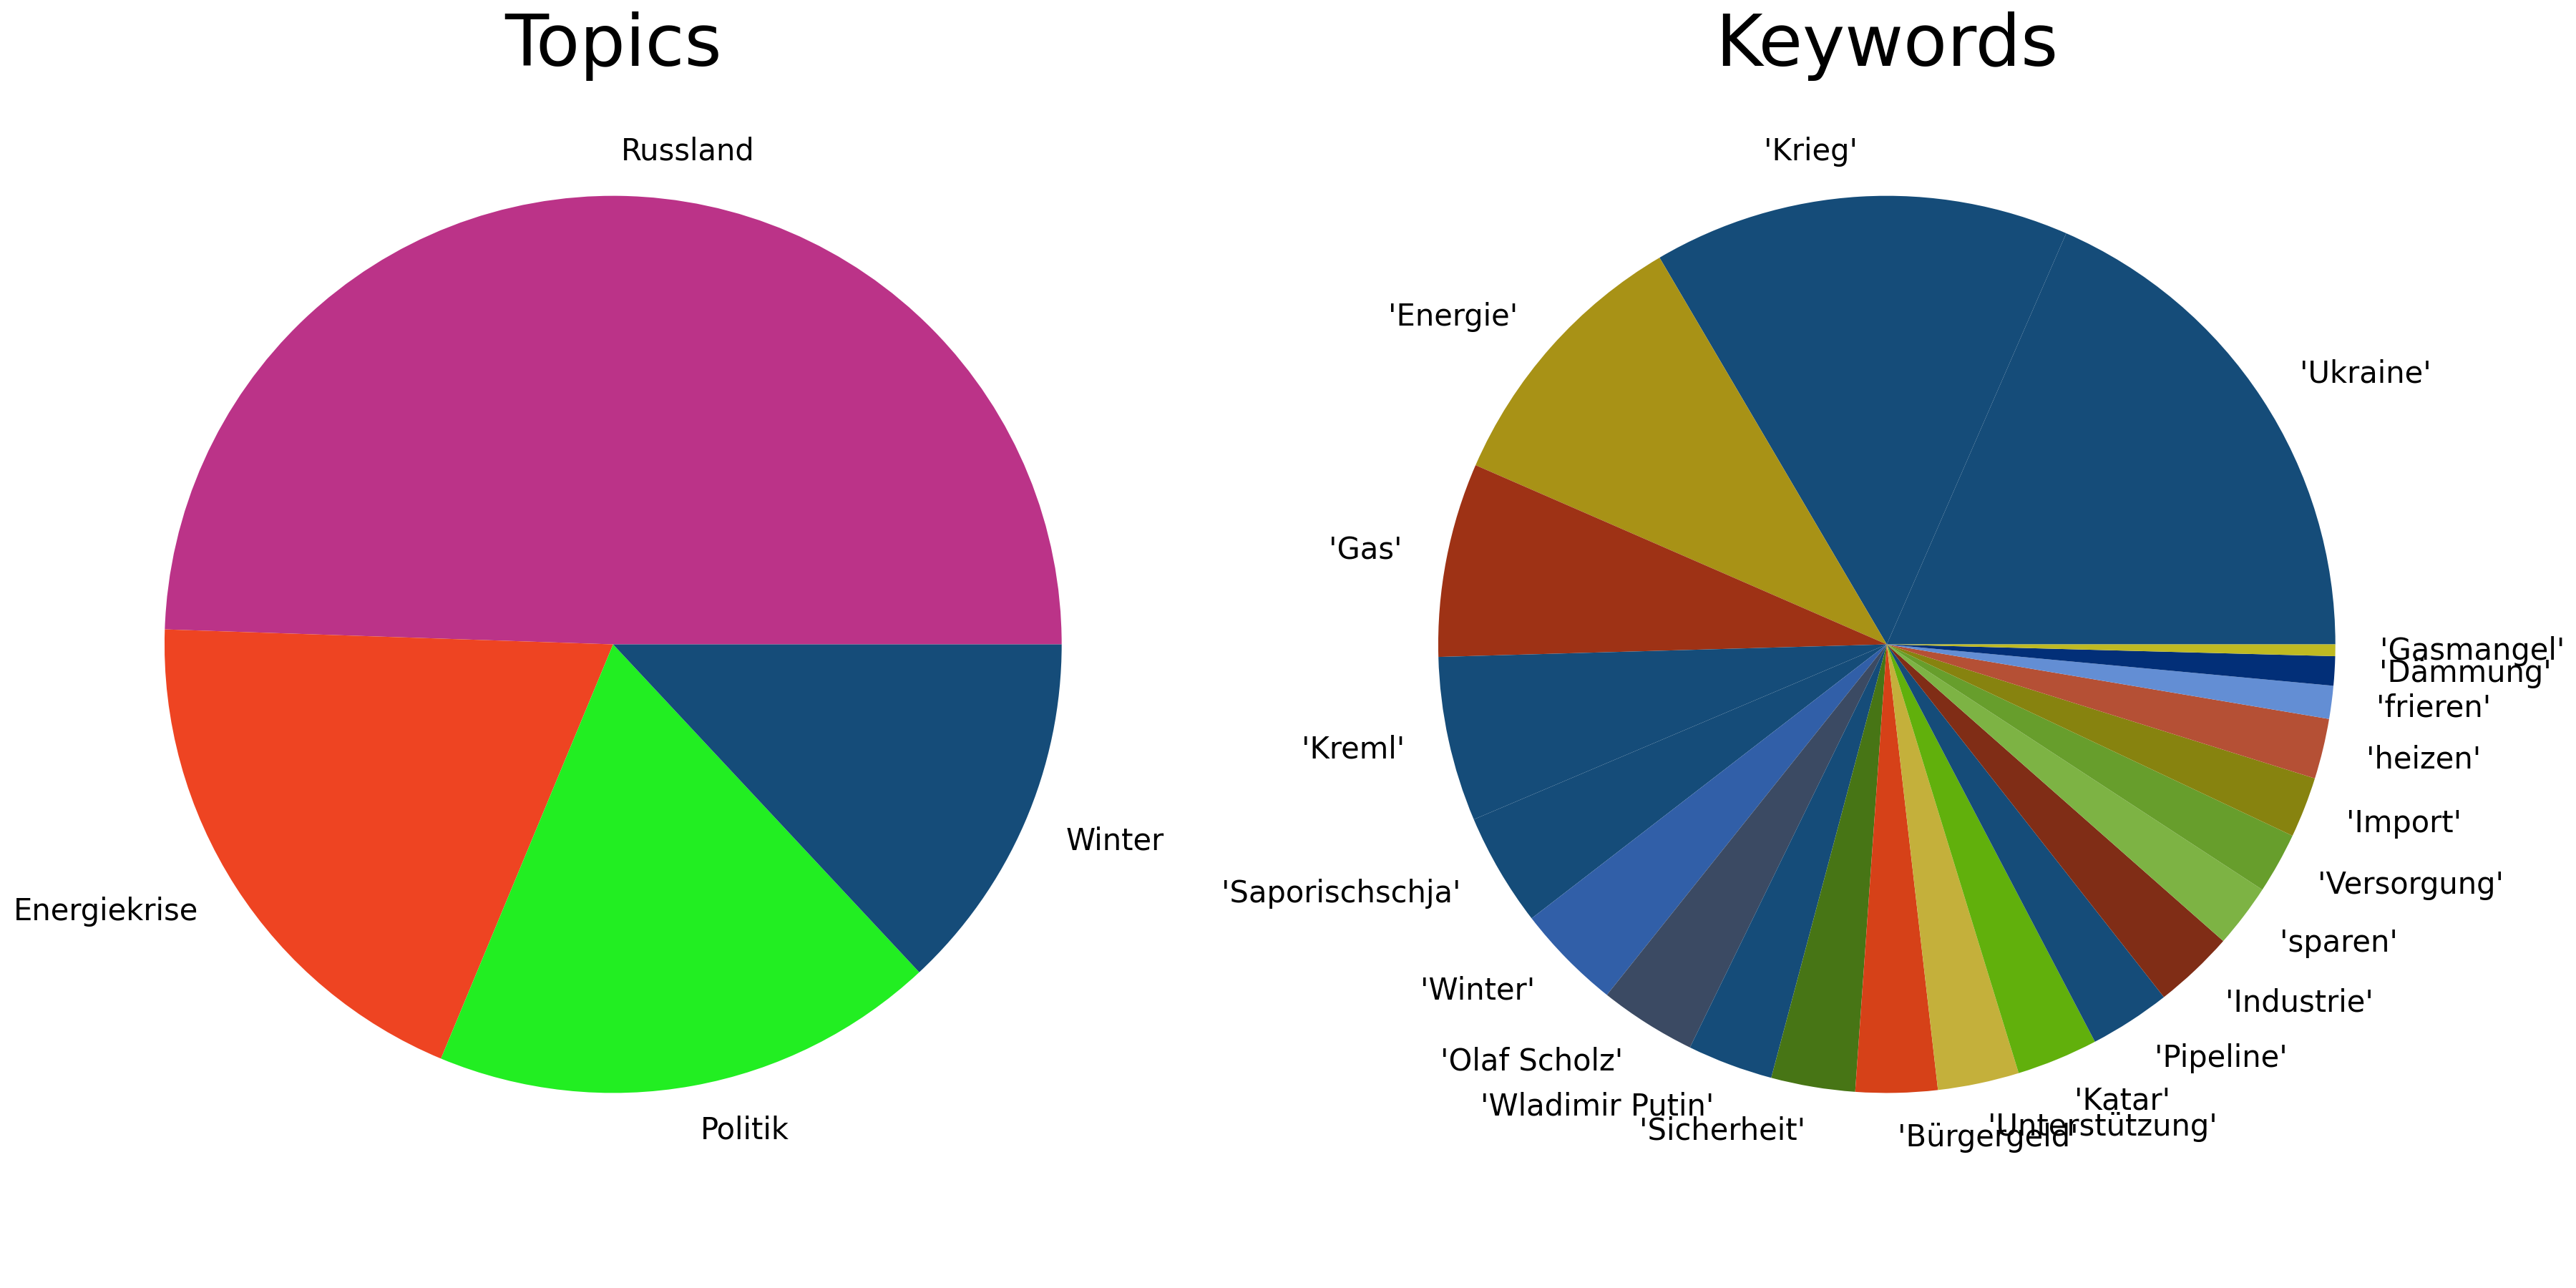 Topics
Russland
Energiekrise
Politik
Winter
Keywords
'Krieg'
'Ukraine'
'Energie'
'Gas'
'Kreml'
'Saporischschja'
'Winter'
'Olaf Scholz'
'Wladimir Putin'
'Sicherheit'
'Bürgergeld'
'Unterstützung'
'Katar'
'Pipeline'
'Industrie'
'sparen'
'Versorgung'
'Import'
'heizen'
'frieren'
'Dämmung'
'Gasmangel'